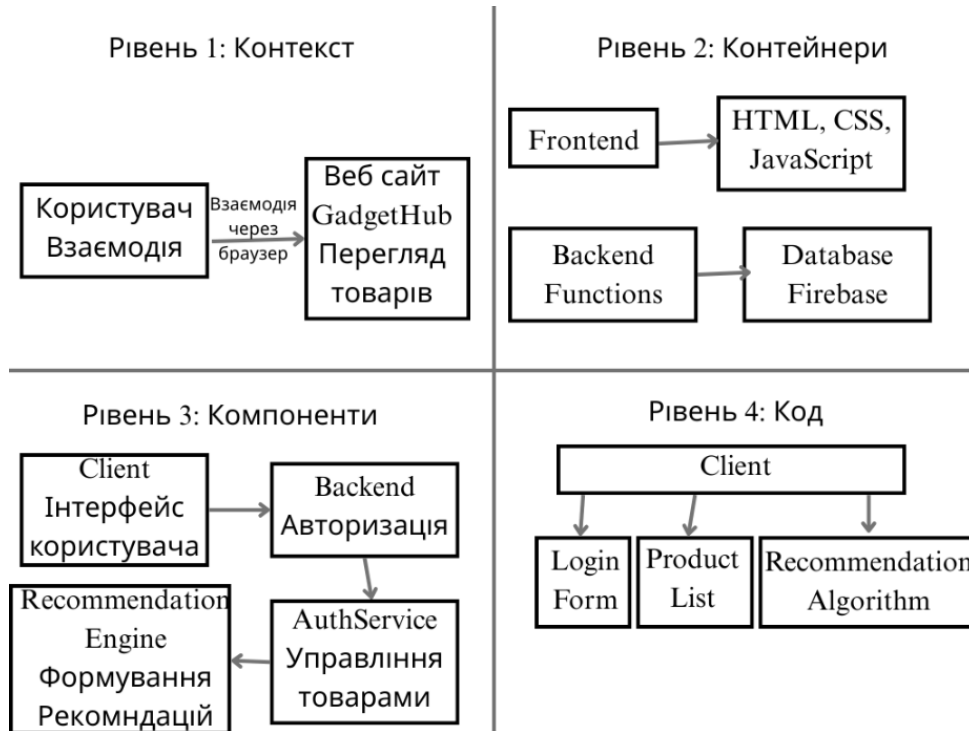 Рівень 1: Контекст
Користувач
Взаємодія
Взаємодія
через
браузер
Веб сайт
GadgetHub
Перегляд
товарів
Рівень 2: Контейнери
Frontend
HTML, CSS,
JavaScript
Backend
Functions
Database
Firebase
Рівень 3: Компоненти
Client
Інтерфейс
користувача
Backend
Авторизація
AuthService
Управління
товарами
Recommendation
Engine
Формування
Рекомндацій
Рівень 4: Код
Client
Login
Form
Product
List
Recommendation
Algorithm